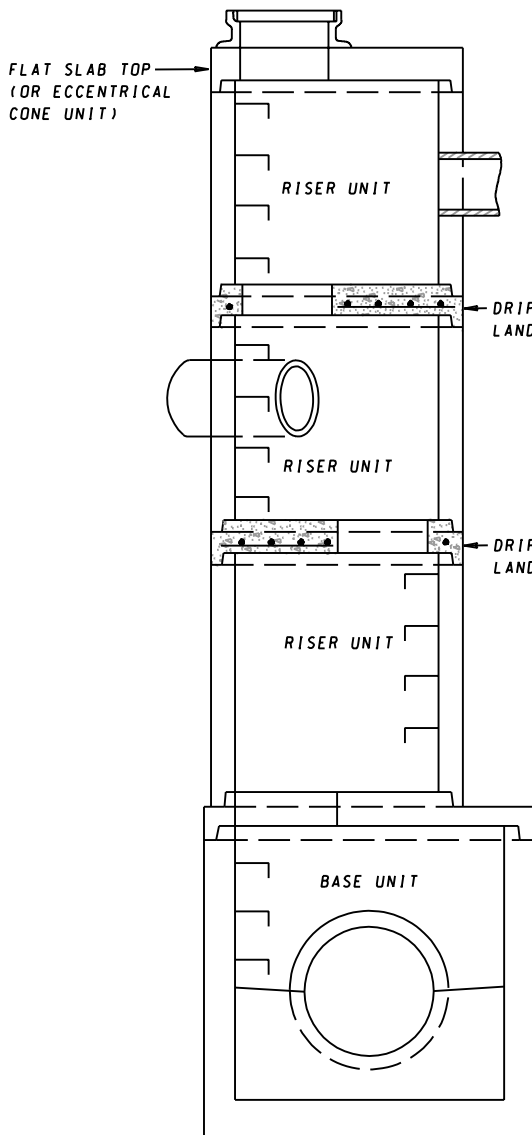 FLAT SLAB TOP
(OR ECCENTRICAL
CONE UNIT)
RISER UNIT
RISER UNIT
RISER UNIT
BASE UNIT